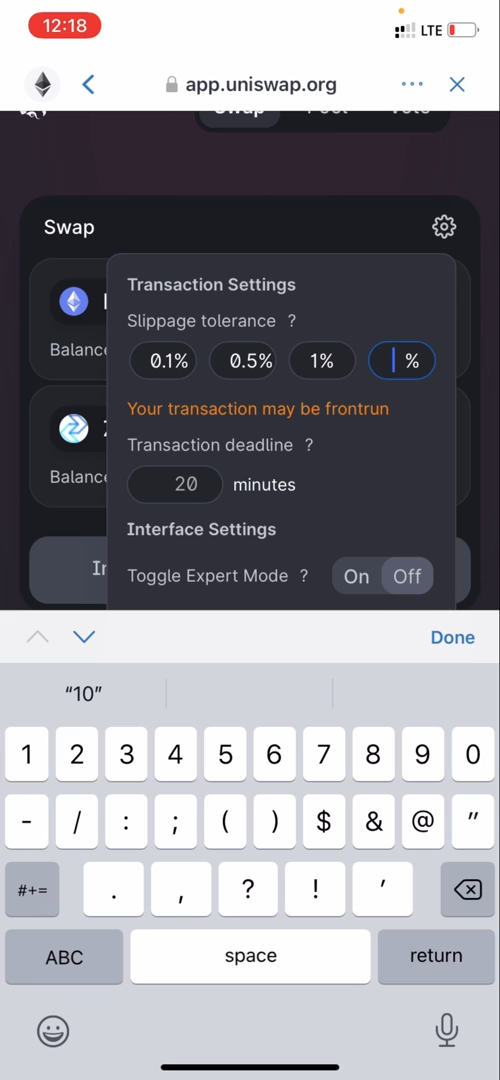 12:18
LTE
app.uniswap.org
Swap
Transaction Settings
Slippage tolerance ?
0.1% 0.5% 1% %
Your transaction may be frontrun
Balance
Transaction deadline ?
Balance
20 minutes
Interface Settings
Toggle Expert Mode ? On Off
Done
“10”
1 2 3 4 5 6 7 8 9 0
- / : ; ( ) $ & @ "
#+= . , ? ! ’
ABC space return